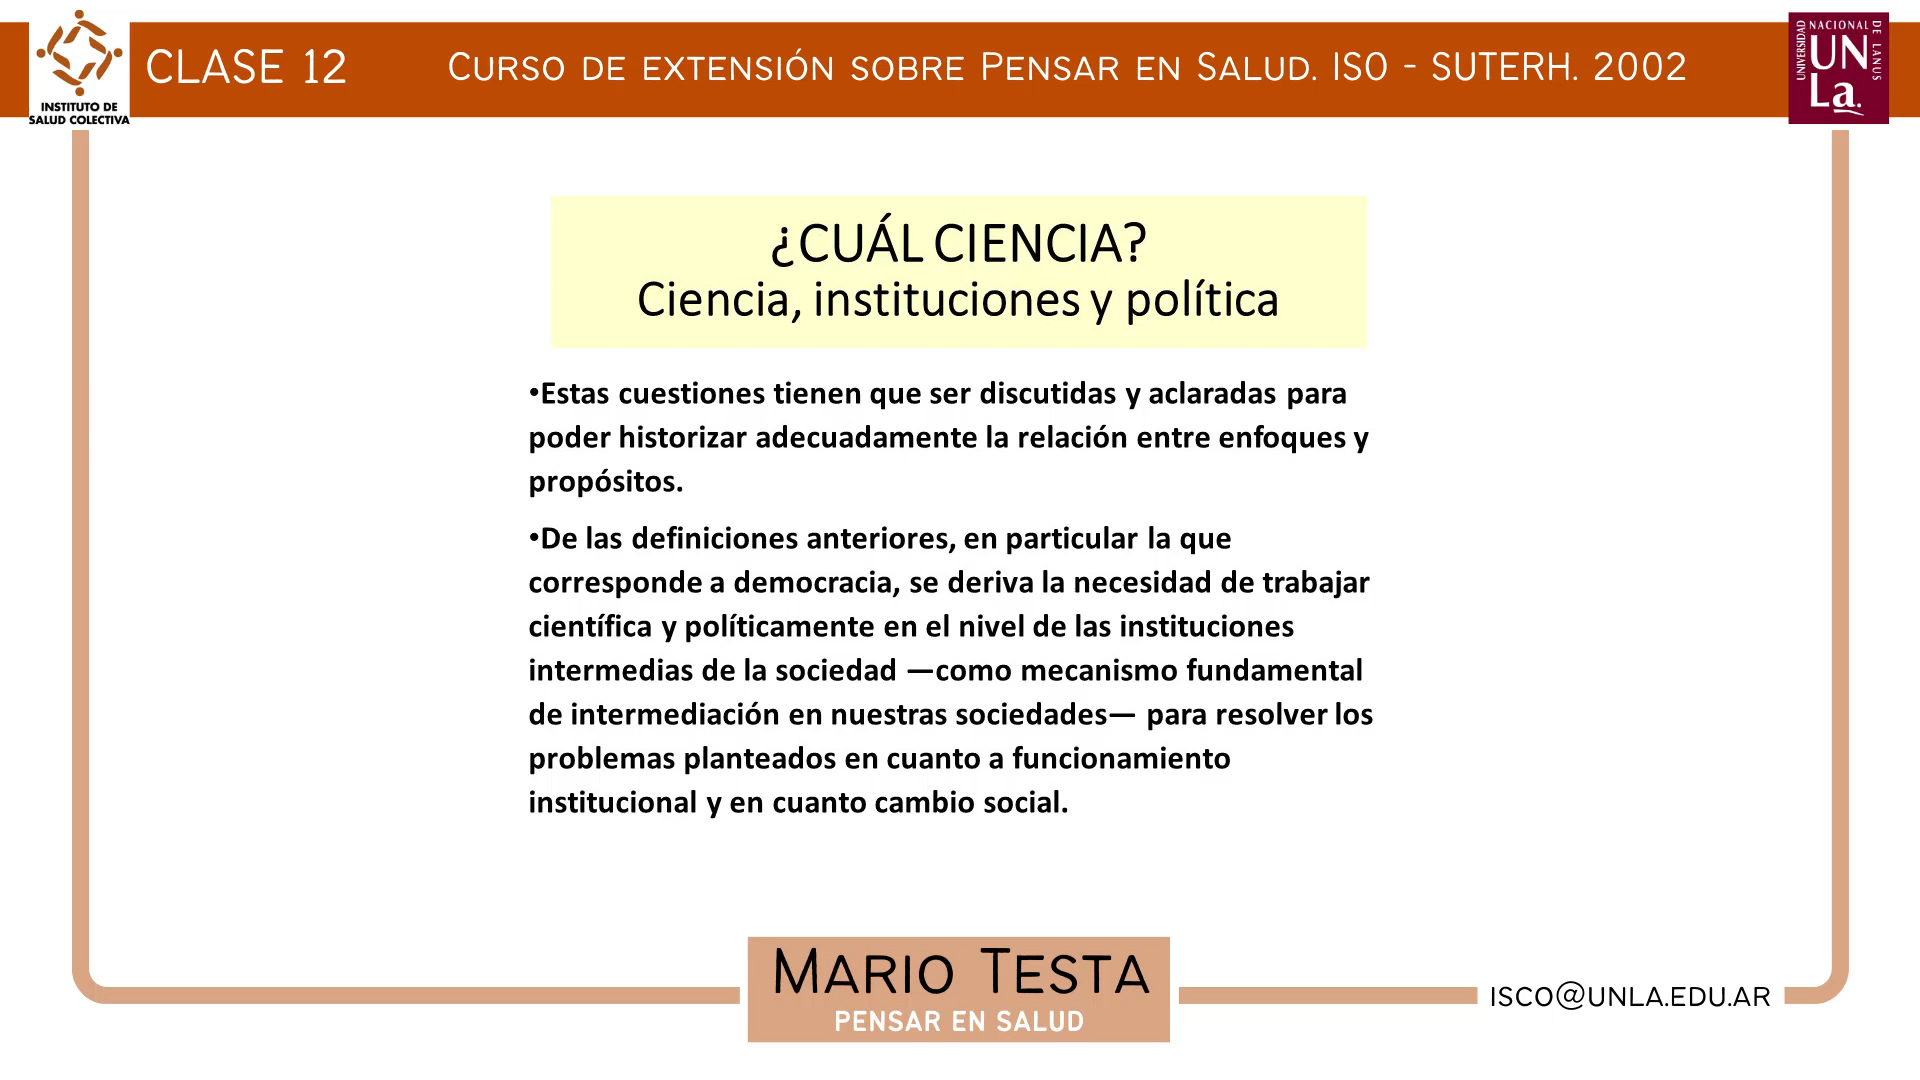 CLASE 12
CURSO DE EXTENSIÓN SOBRE PENSAR EN SALUD. ISO - SUTERH. 2002
INSTITUTO DE
SALUD COLECTIVA
UNIVERSIDAD NACIONAL DE LANUS
UN
La.
¿CUÁL CIENCIA?
Ciencia, instituciones y política
•Estas cuestiones tienen que ser discutidas y aclaradas para
poder historizar adecuadamente la relación entre enfoques y
propósitos.
•De las definiciones anteriores, en particular la que
corresponde a democracia, se deriva la necesidad de trabajar
científica y políticamente en el nivel de las instituciones
intermedias de la sociedad —como mecanismo fundamental
de intermediación en nuestras sociedades— para resolver los
problemas planteados en cuanto a funcionamiento
institucional y en cuanto cambio social.
MARIO TESTA
PENSAR EN SALUD
ISCO@UNLA.EDU.AR